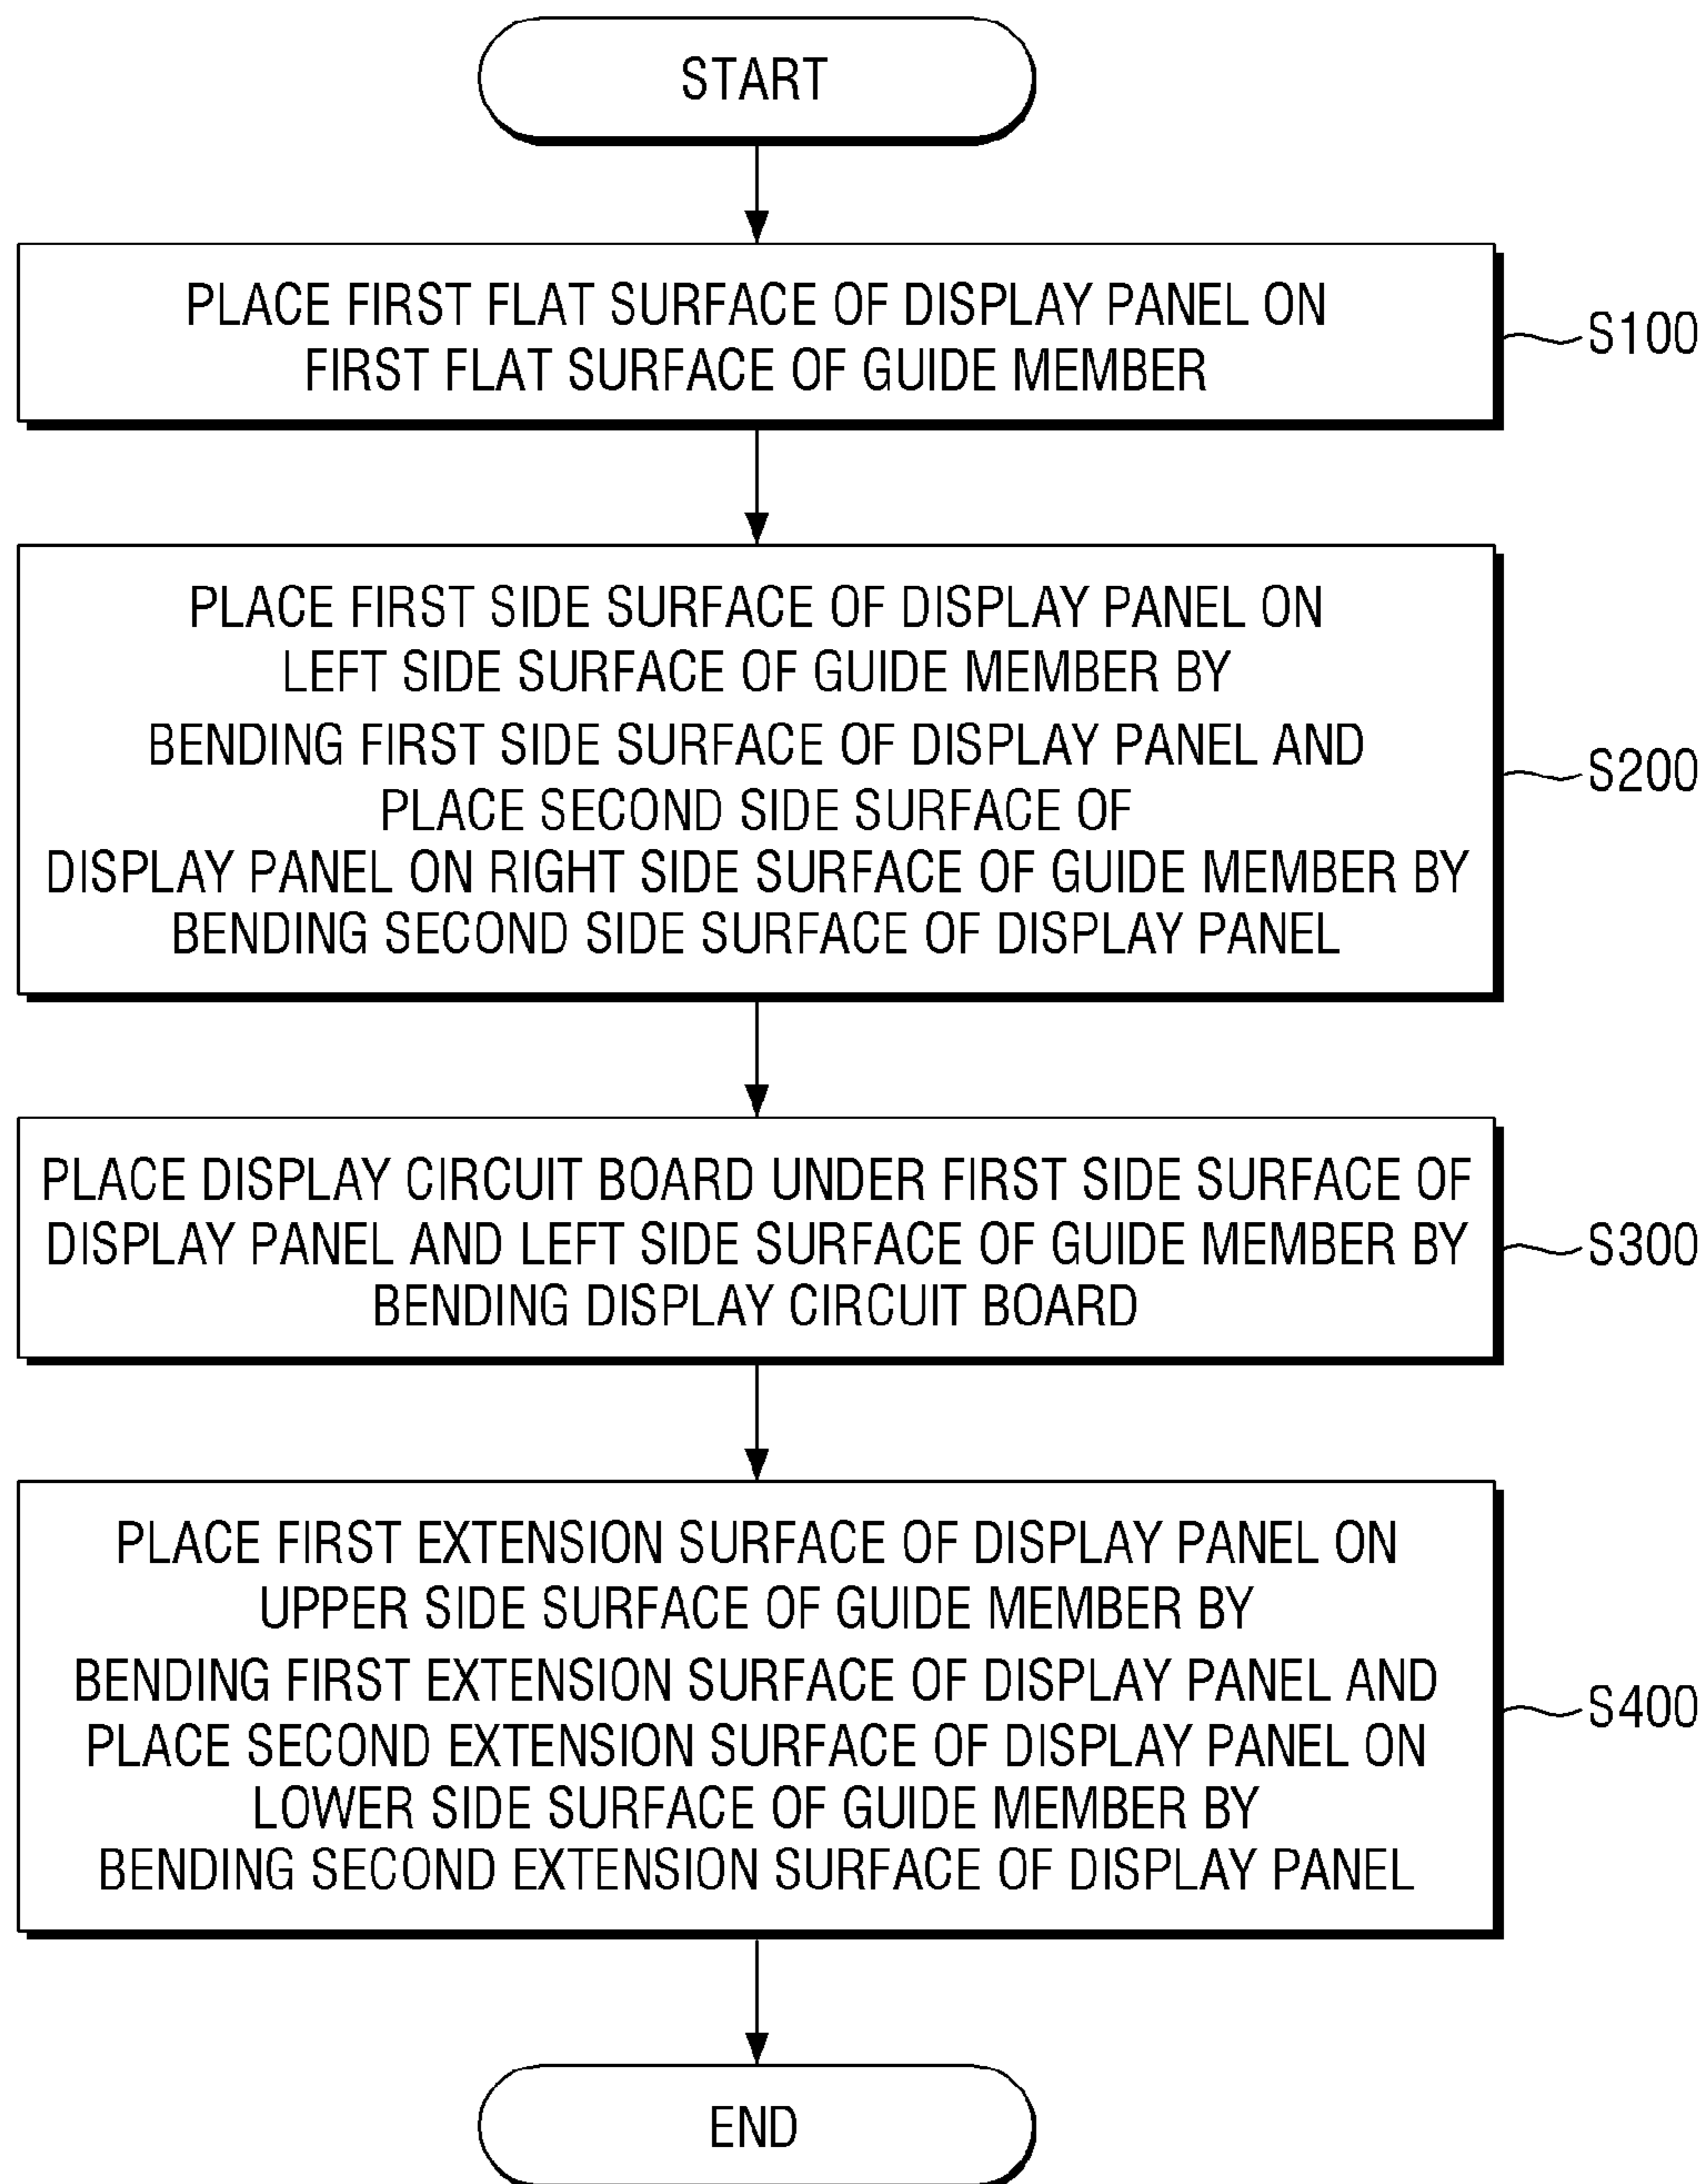 START
PLACE FIRST FLAT SURFACE OF DISPLAY PANEL ON
FIRST FLAT SURFACE OF GUIDE MEMBER
S100
PLACE FIRST SIDE SURFACE OF DISPLAY PANEL ON
LEFT SIDE SURFACE OF GUIDE MEMBER BY
BENDING FIRST SIDE SURFACE OF DISPLAY PANEL AND
PLACE SECOND SIDE SURFACE OF
DISPLAY PANEL ON RIGHT SIDE SURFACE OF GUIDE MEMBER BY
BENDING SECOND SIDE SURFACE OF DISPLAY PANEL
S200
PLACE DISPLAY CIRCUIT BOARD UNDER FIRST SIDE SURFACE OF
DISPLAY PANEL AND LEFT SIDE SURFACE OF GUIDE MEMBER BY
BENDING DISPLAY CIRCUIT BOARD
S300
PLACE FIRST EXTENSION SURFACE OF DISPLAY PANEL ON
UPPER SIDE SURFACE OF GUIDE MEMBER BY
BENDING FIRST EXTENSION SURFACE OF DISPLAY PANEL AND
PLACE SECOND EXTENSION SURFACE OF DISPLAY PANEL ON
LOWER SIDE SURFACE OF GUIDE MEMBER BY
BENDING SECOND EXTENSION SURFACE OF DISPLAY PANEL
S400
END